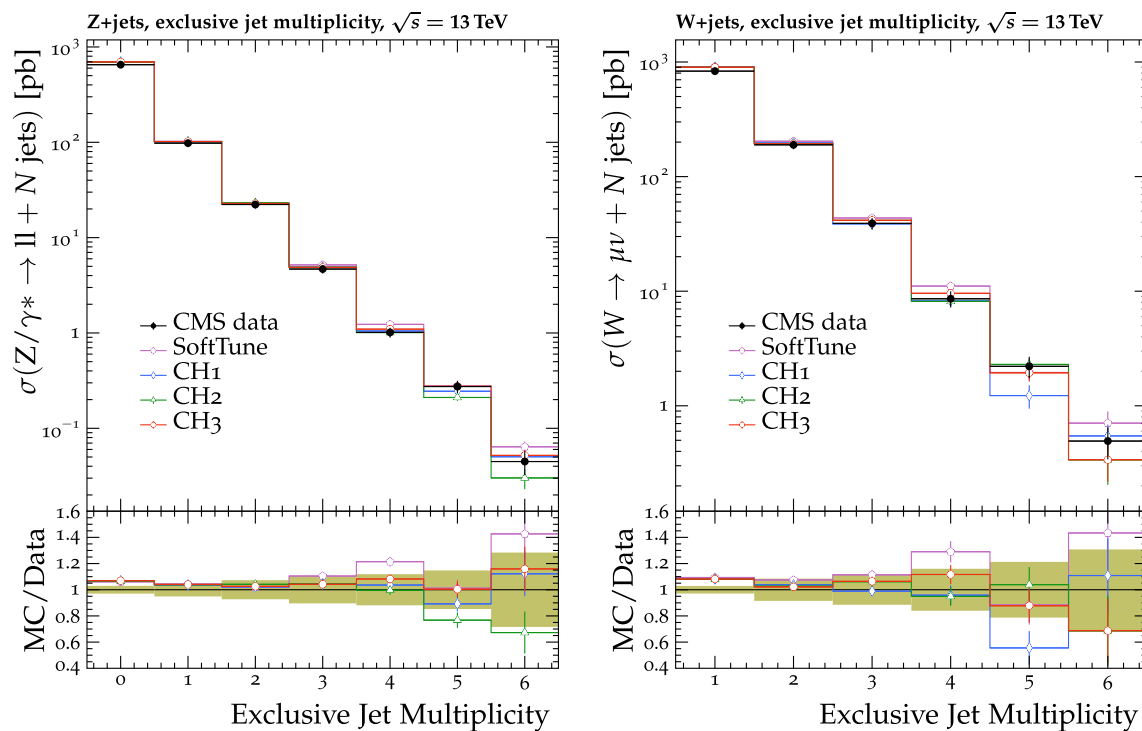 Z+jets, exclusive jet multiplicity, √s = 13 TeV
σ(Z/γ* → ll + N jets) [pb]
10³
10²
10¹
1
10⁻¹
CMS data
SoftTune
CH1
CH2
CH3
MC/Data
1.6
1.4
1.2
1
0.8
0.6
0.4
0 1 2 3 4 5 6
Exclusive Jet Multiplicity
W+jets, exclusive jet multiplicity, √s = 13 TeV
σ(W → μν + N jets) [pb]
10³
10²
10¹
1
CMS data
SoftTune
CH1
CH2
CH3
MC/Data
1.6
1.4
1.2
1
0.8
0.6
0.4
1 2 3 4 5 6
Exclusive Jet Multiplicity